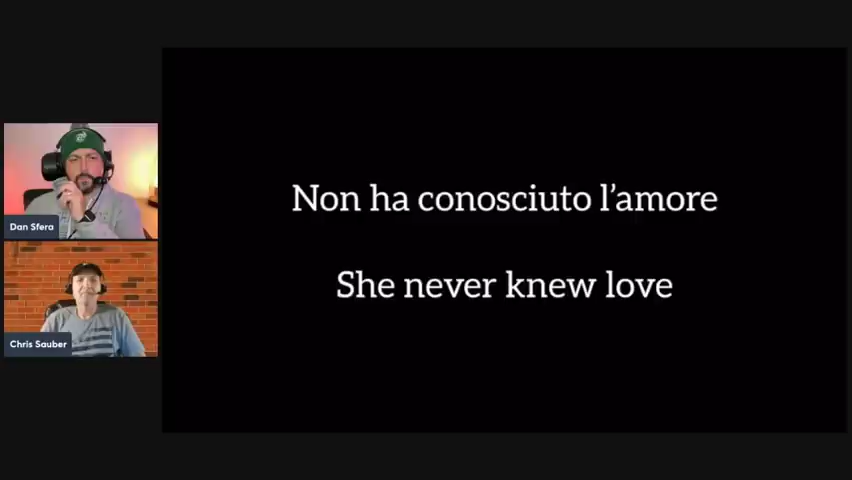 Dan Sfera
Chris Sauber
Non ha conosciuto l’amore
She never knew love